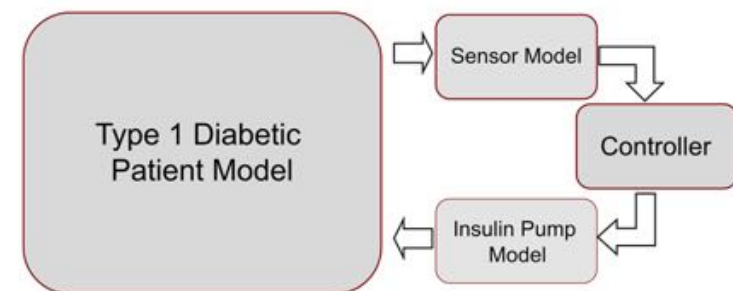 Type 1 Diabetic
Patient Model
Sensor Model
Controller
Insulin Pump
Model